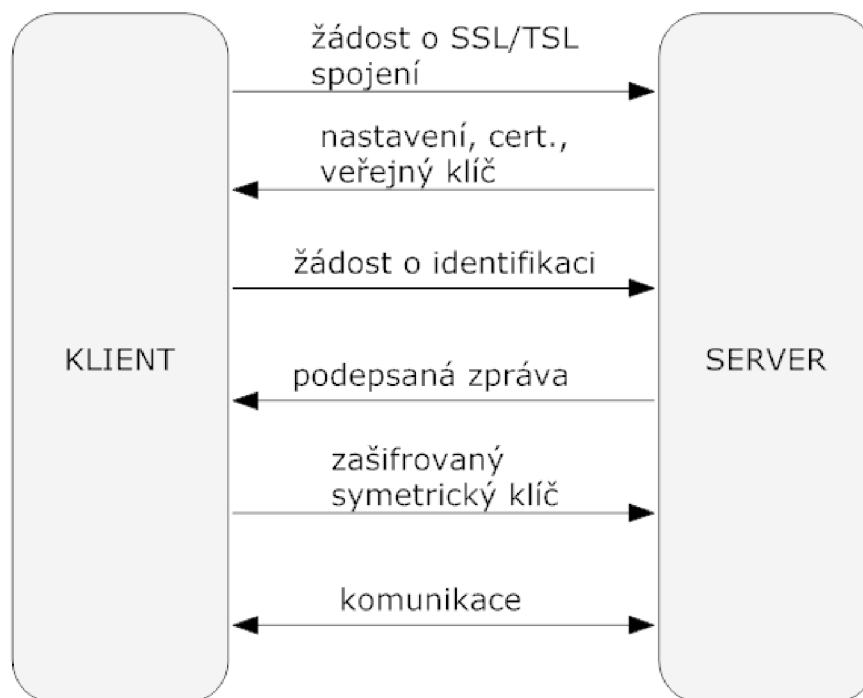 žádost o SSL/TSL
spojení
nastavení, cert.,
veřejný klíč
žádost o identifikaci
KLIENT
SERVER
podepsaná zpráva
zašifrovaný
symetrický klíč
komunikace